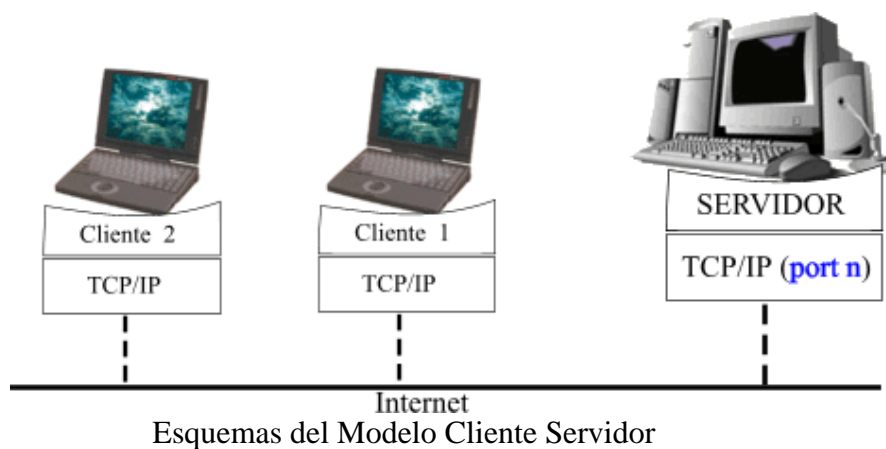 SERVIDOR
Cliente 2
Cliente 1
TCP/IP (port n)
TCP/IP
TCP/IP
Internet
Esquemas del Modelo Cliente Servidor